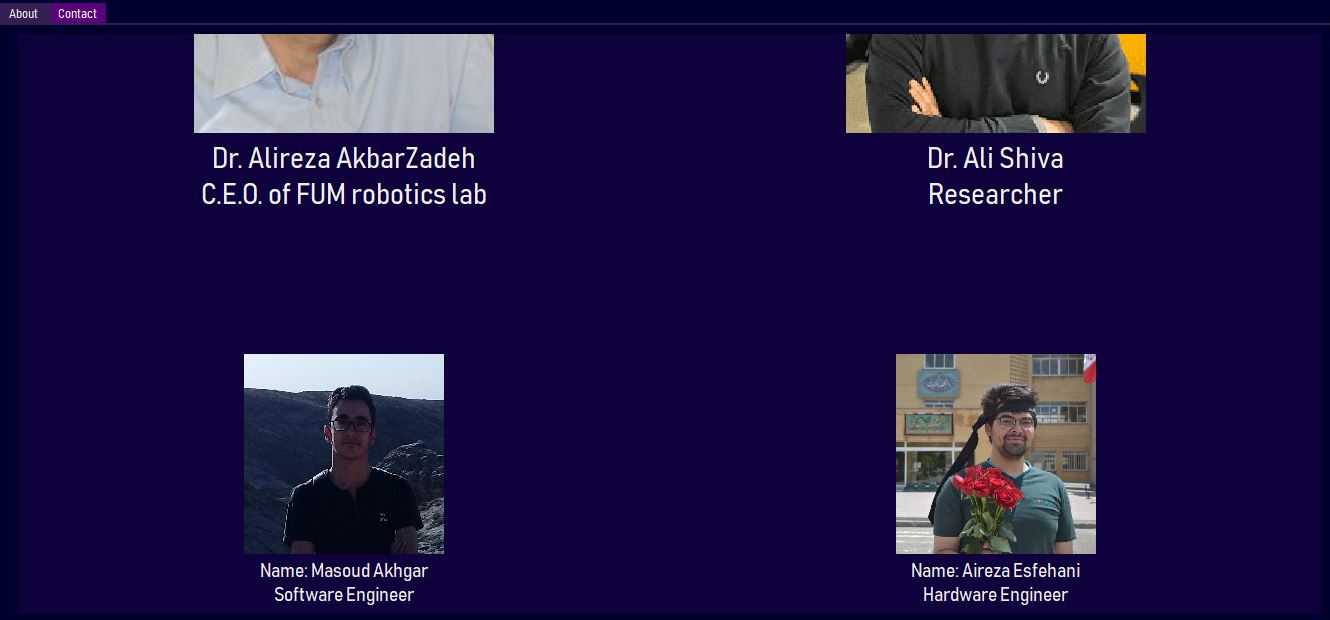 About
Contact
Dr. Alireza AkbarZadeh
C.E.O. of FUM robotics lab
Dr. Ali Shiva
Researcher
Name: Masoud Akhgar
Software Engineer
Name: Aireza Esfehani
Hardware Engineer